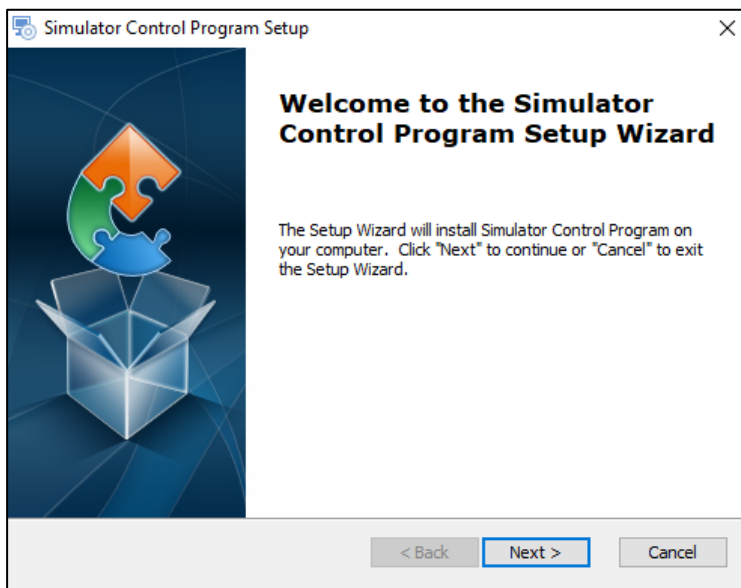 Simulator Control Program Setup
Welcome to the Simulator
Control Program Setup Wizard
The Setup Wizard will install Simulator Control Program on
your computer.  Click "Next" to continue or "Cancel" to exit
the Setup Wizard.
< Back
Next >
Cancel